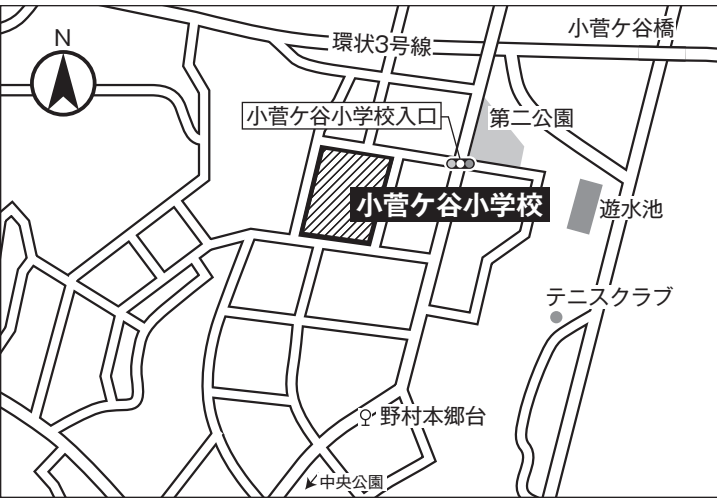 N
環状3号線
小菅ケ谷橋
小菅ケ谷小学校入口
第二公園
小菅ケ谷小学校
遊水池
テニスクラブ
野村本郷台
中央公園